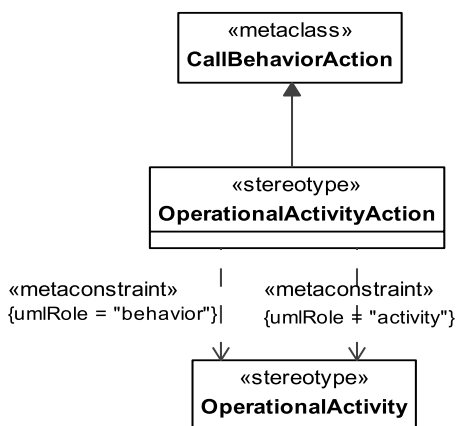 «metaclass»
CallBehaviorAction
«stereotype»
OperationalActivityAction
«metaconstraint»
{umlRole = "behavior"}
«metaconstraint»
{umlRole = "activity"}
«stereotype»
OperationalActivity